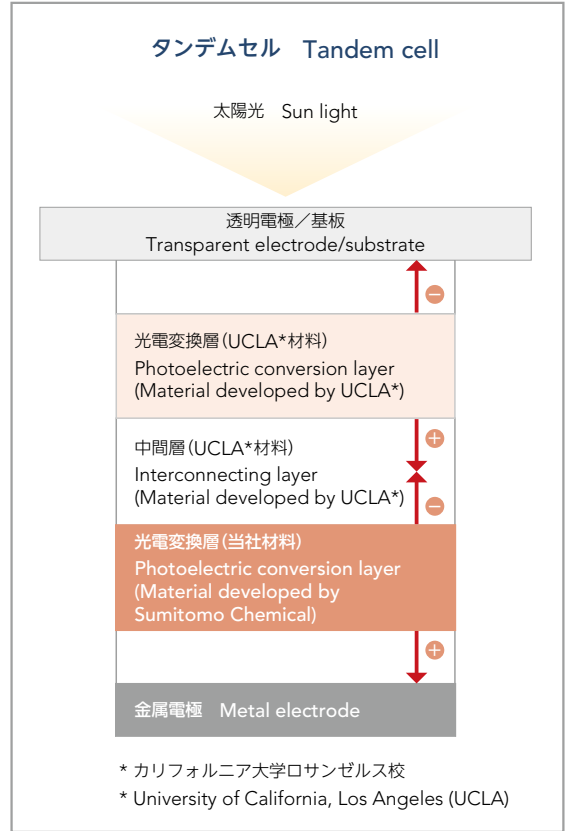 タンデムセル Tandem cell
太陽光 Sun light
透明電極／基板
Transparent electrode/substrate
−
光電変換層(UCLA*材料)
Photoelectric conversion layer
(Material developed by UCLA*)
+
中間層(UCLA*材料)
Interconnecting layer
(Material developed by UCLA*)
−
光電変換層(当社材料)
Photoelectric conversion layer
(Material developed by
Sumitomo Chemical)
+
金属電極 Metal electrode
* カリフォルニア大学ロサンゼルス校
* University of California, Los Angeles (UCLA)